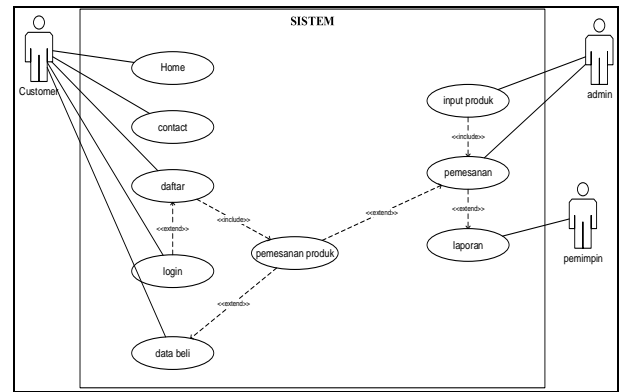 SISTEM
Customer
Home
contact
daftar
<<extend>>
<<include>>
login
pemesanan produk
<<extend>>
data beli
<<extend>>
input produk
<<include>>
pemesanan
<<extend>>
laporan
admin
pemimpin